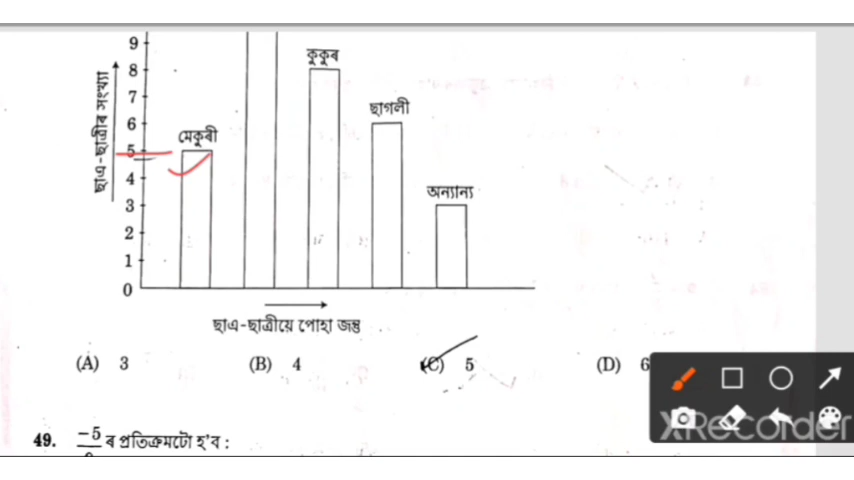 9
কুকুৰ
8
7
ছাগলী
6
মেকুৰী
5
4
অন্যান্য
3
2
1
0
ছাএ-ছাত্ৰীৰ সংখ্যা
ছাএ-ছাত্ৰীয়ে পোহা জন্তু
(A) 3 (B) 4 (C) 5 (D) 6
49. -5 ৰ প্ৰতিক্ৰমটো হ'ব :
XRecorder